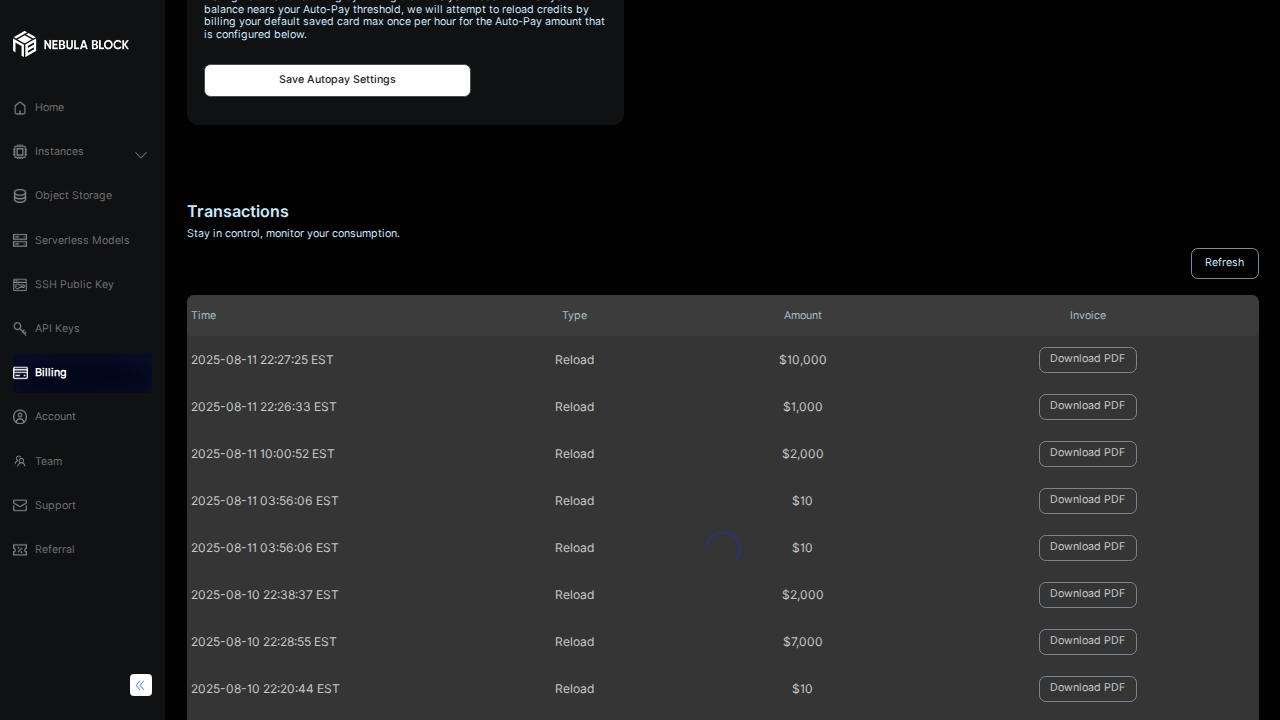 NEBULA BLOCK
Home
Instances
Object Storage
Serverless Models
SSH Public Key
API Keys
Billing
Account
Team
Support
Referral
balance nears your Auto-Pay threshold, we will attempt to reload credits by
billing your default saved card max once per hour for the Auto-Pay amount that
is configured below.
Save Autopay Settings
Transactions
Stay in control, monitor your consumption.
Refresh
Time Type Amount Invoice
2025-08-11 22:27:25 EST Reload $10,000 Download PDF
2025-08-11 22:26:33 EST Reload $1,000 Download PDF
2025-08-11 10:00:52 EST Reload $2,000 Download PDF
2025-08-11 03:56:06 EST Reload $10 Download PDF
2025-08-11 03:56:06 EST Reload $10 Download PDF
2025-08-10 22:38:37 EST Reload $2,000 Download PDF
2025-08-10 22:28:55 EST Reload $7,000 Download PDF
2025-08-10 22:20:44 EST Reload $10 Download PDF